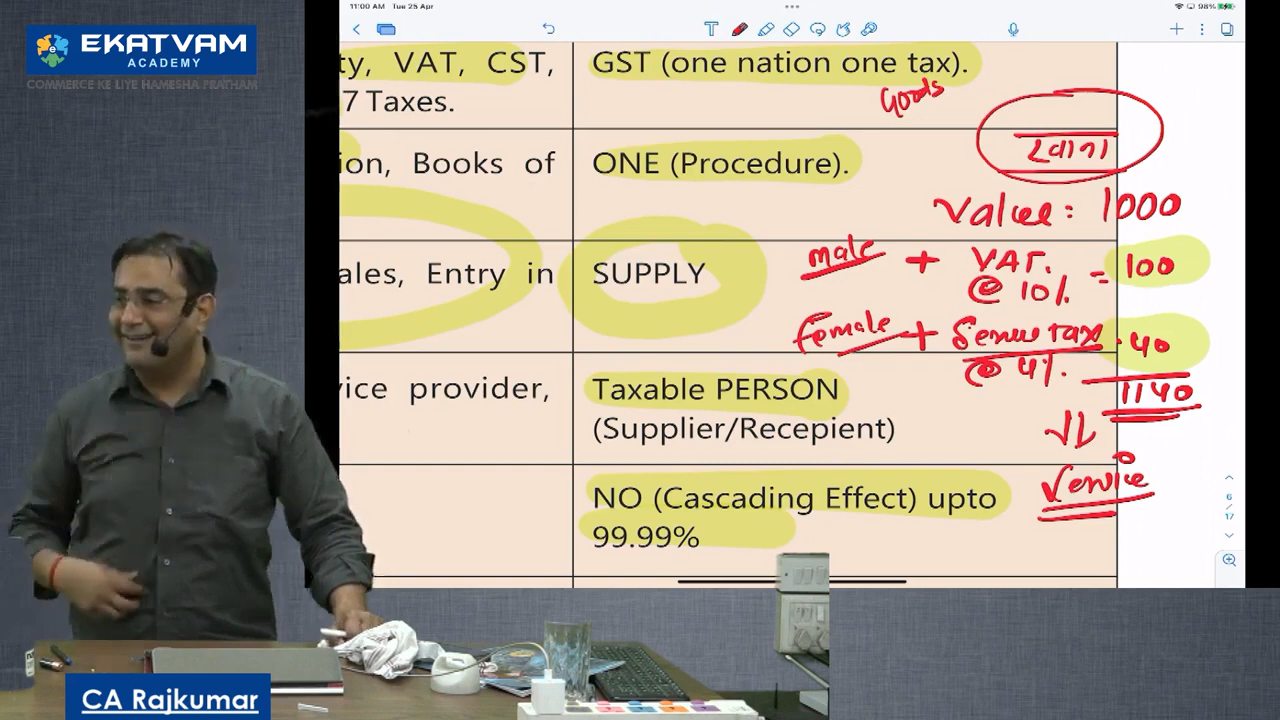 11:00 AM Tue 25 Apr
98%
EKATVAM
ACADEMY
COMMERCE KE LIYE HAMESHA PRATHAM
ty, VAT, CST,
7 Taxes.
GST (one nation one tax).
Goods
ion, Books of
ONE (Procedure).
खाना
Value: 1000
ales, Entry in
SUPPLY
male + VAT. = 100
@ 10%
female + 40
@ 4%.
1140
vice provider,
Taxable PERSON
(Supplier/Recepient)
NO (Cascading Effect) upto
99.99%
Service
6
17
CA Rajkumar